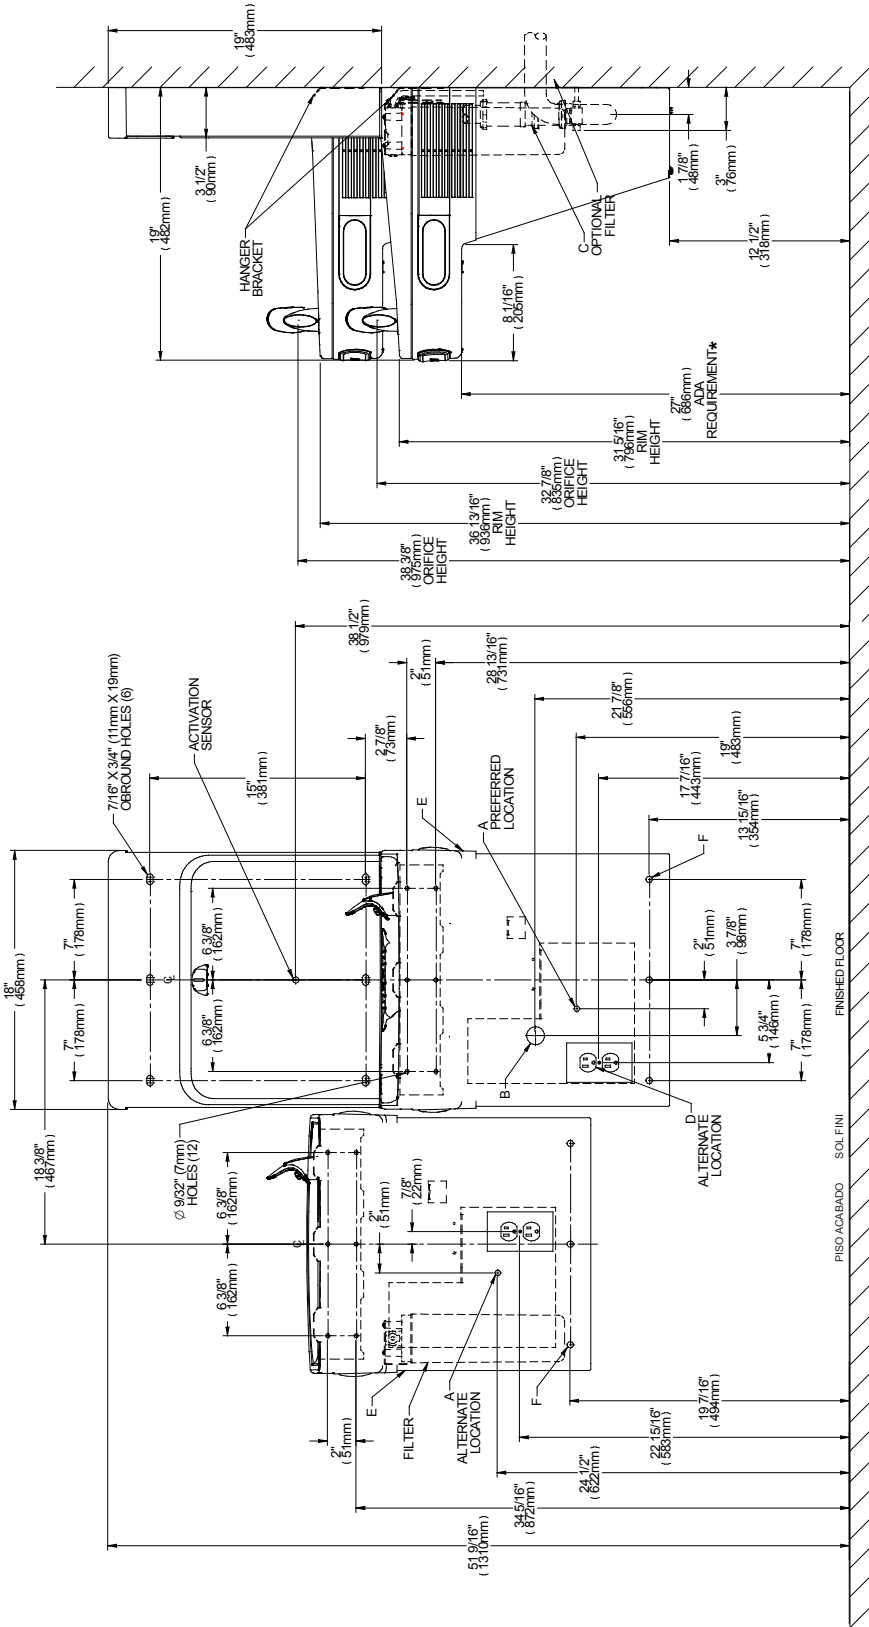 19"
(483mm)
3 1/2"
(90mm)
19"
(482mm)
HANGER
BRACKET
C
OPTIONAL
FILTER
1 7/8"
(48mm)
3"
(76mm)
12 1/2"
(318mm)
8 1/16"
(205mm)
27"
(686mm)
ADA
REQUIREMENT*
31 5/16"
(796mm)
RIM
HEIGHT
32 7/8"
(835mm)
ORIFICE
HEIGHT
36 13/16"
(936mm)
RIM
HEIGHT
38 3/8"
(975mm)
ORIFICE
HEIGHT
7/16" X 3/4" (11mm X 19mm)
OBROUND HOLES (6)
ACTIVATION
SENSOR
38 1/2"
(979mm)
2"
(51mm)
28 13/16"
(731mm)
15"
(381mm)
2 7/8"
(73mm)
21 7/8"
(556mm)
19"
(483mm)
17 7/16"
(443mm)
13 15/16"
(354mm)
E
A
PREFERRED
LOCATION
F
18"
(458mm)
7"
(178mm)
7"
(178mm)
6 3/8"
(162mm)
6 3/8"
(162mm)
CL
18 3/8"
(467mm)
B
2"
(51mm)
3 7/8"
(98mm)
5 3/4"
(146mm)
7"
(178mm)
7"
(178mm)
D
ALTERNATE
LOCATION
Ø 9/32" (7mm)
HOLES (12)
6 3/8"
(162mm)
6 3/8"
(162mm)
CL
7/8"
(22mm)
2"
(51mm)
2"
(51mm)
E
FILTER
A
ALTERNATE
LOCATION
F
19 7/16"
(494mm)
22 15/16"
(583mm)
24 1/2"
(622mm)
34 5/16"
(872mm)
51 9/16"
(1310mm)
PISO ACABADO SOL FINI FINISHED FLOOR